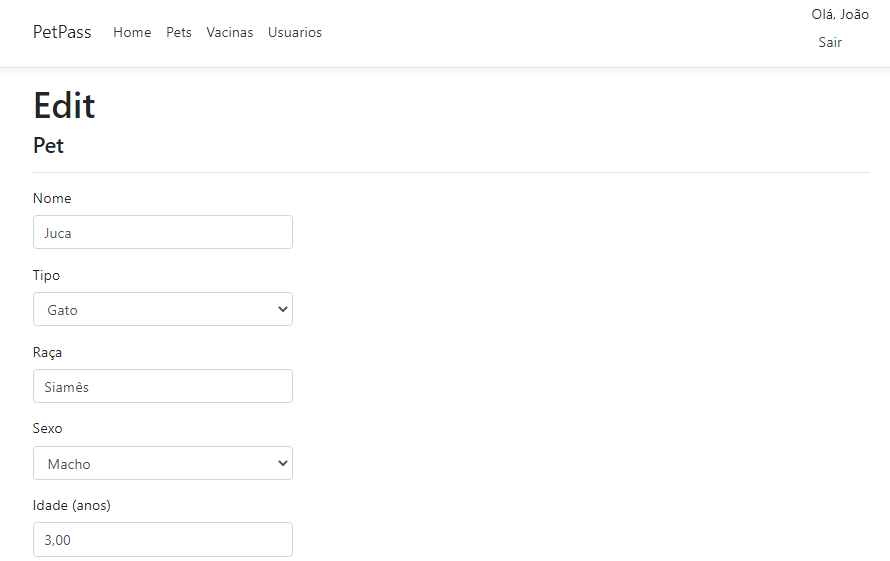 PetPass Home Pets Vacinas Usuarios
Olá, João
Sair
Edit
Pet
Nome
Juca
Tipo
Gato
Raça
Siamês
Sexo
Macho
Idade (anos)
3,00